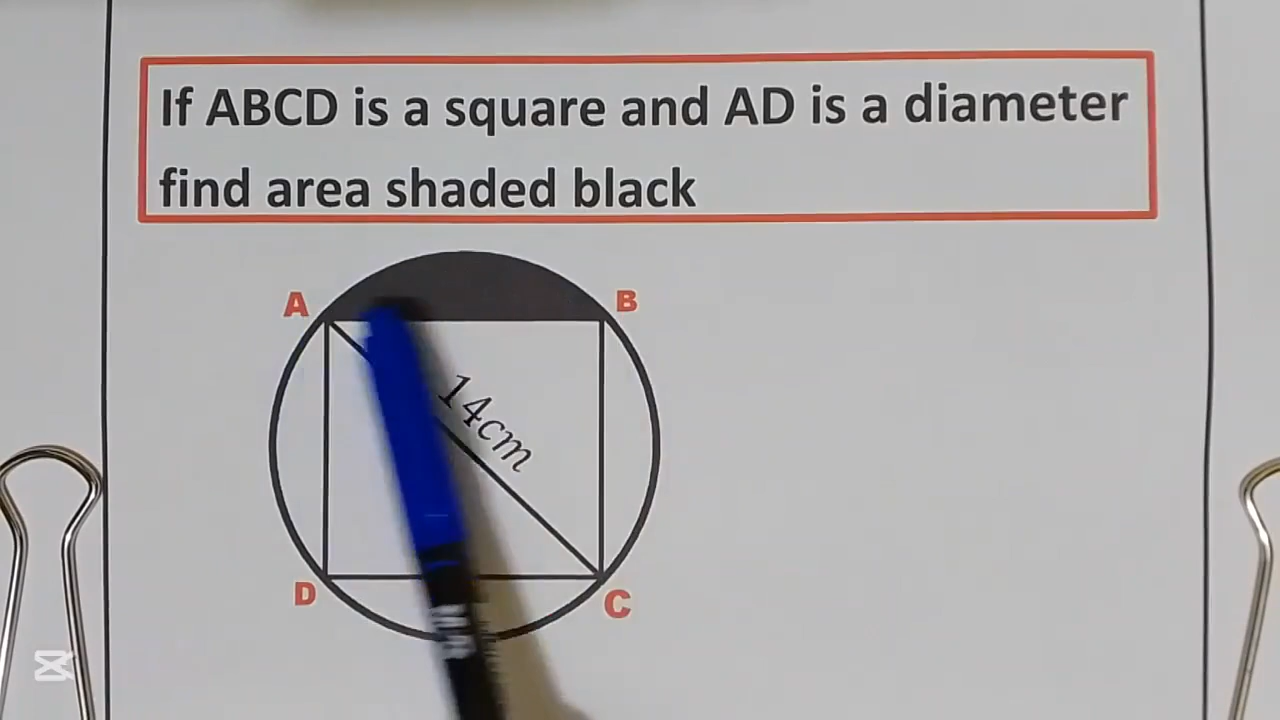 If ABCD is a square and AD is a diameter
find area shaded black
A
B
14cm
D
C